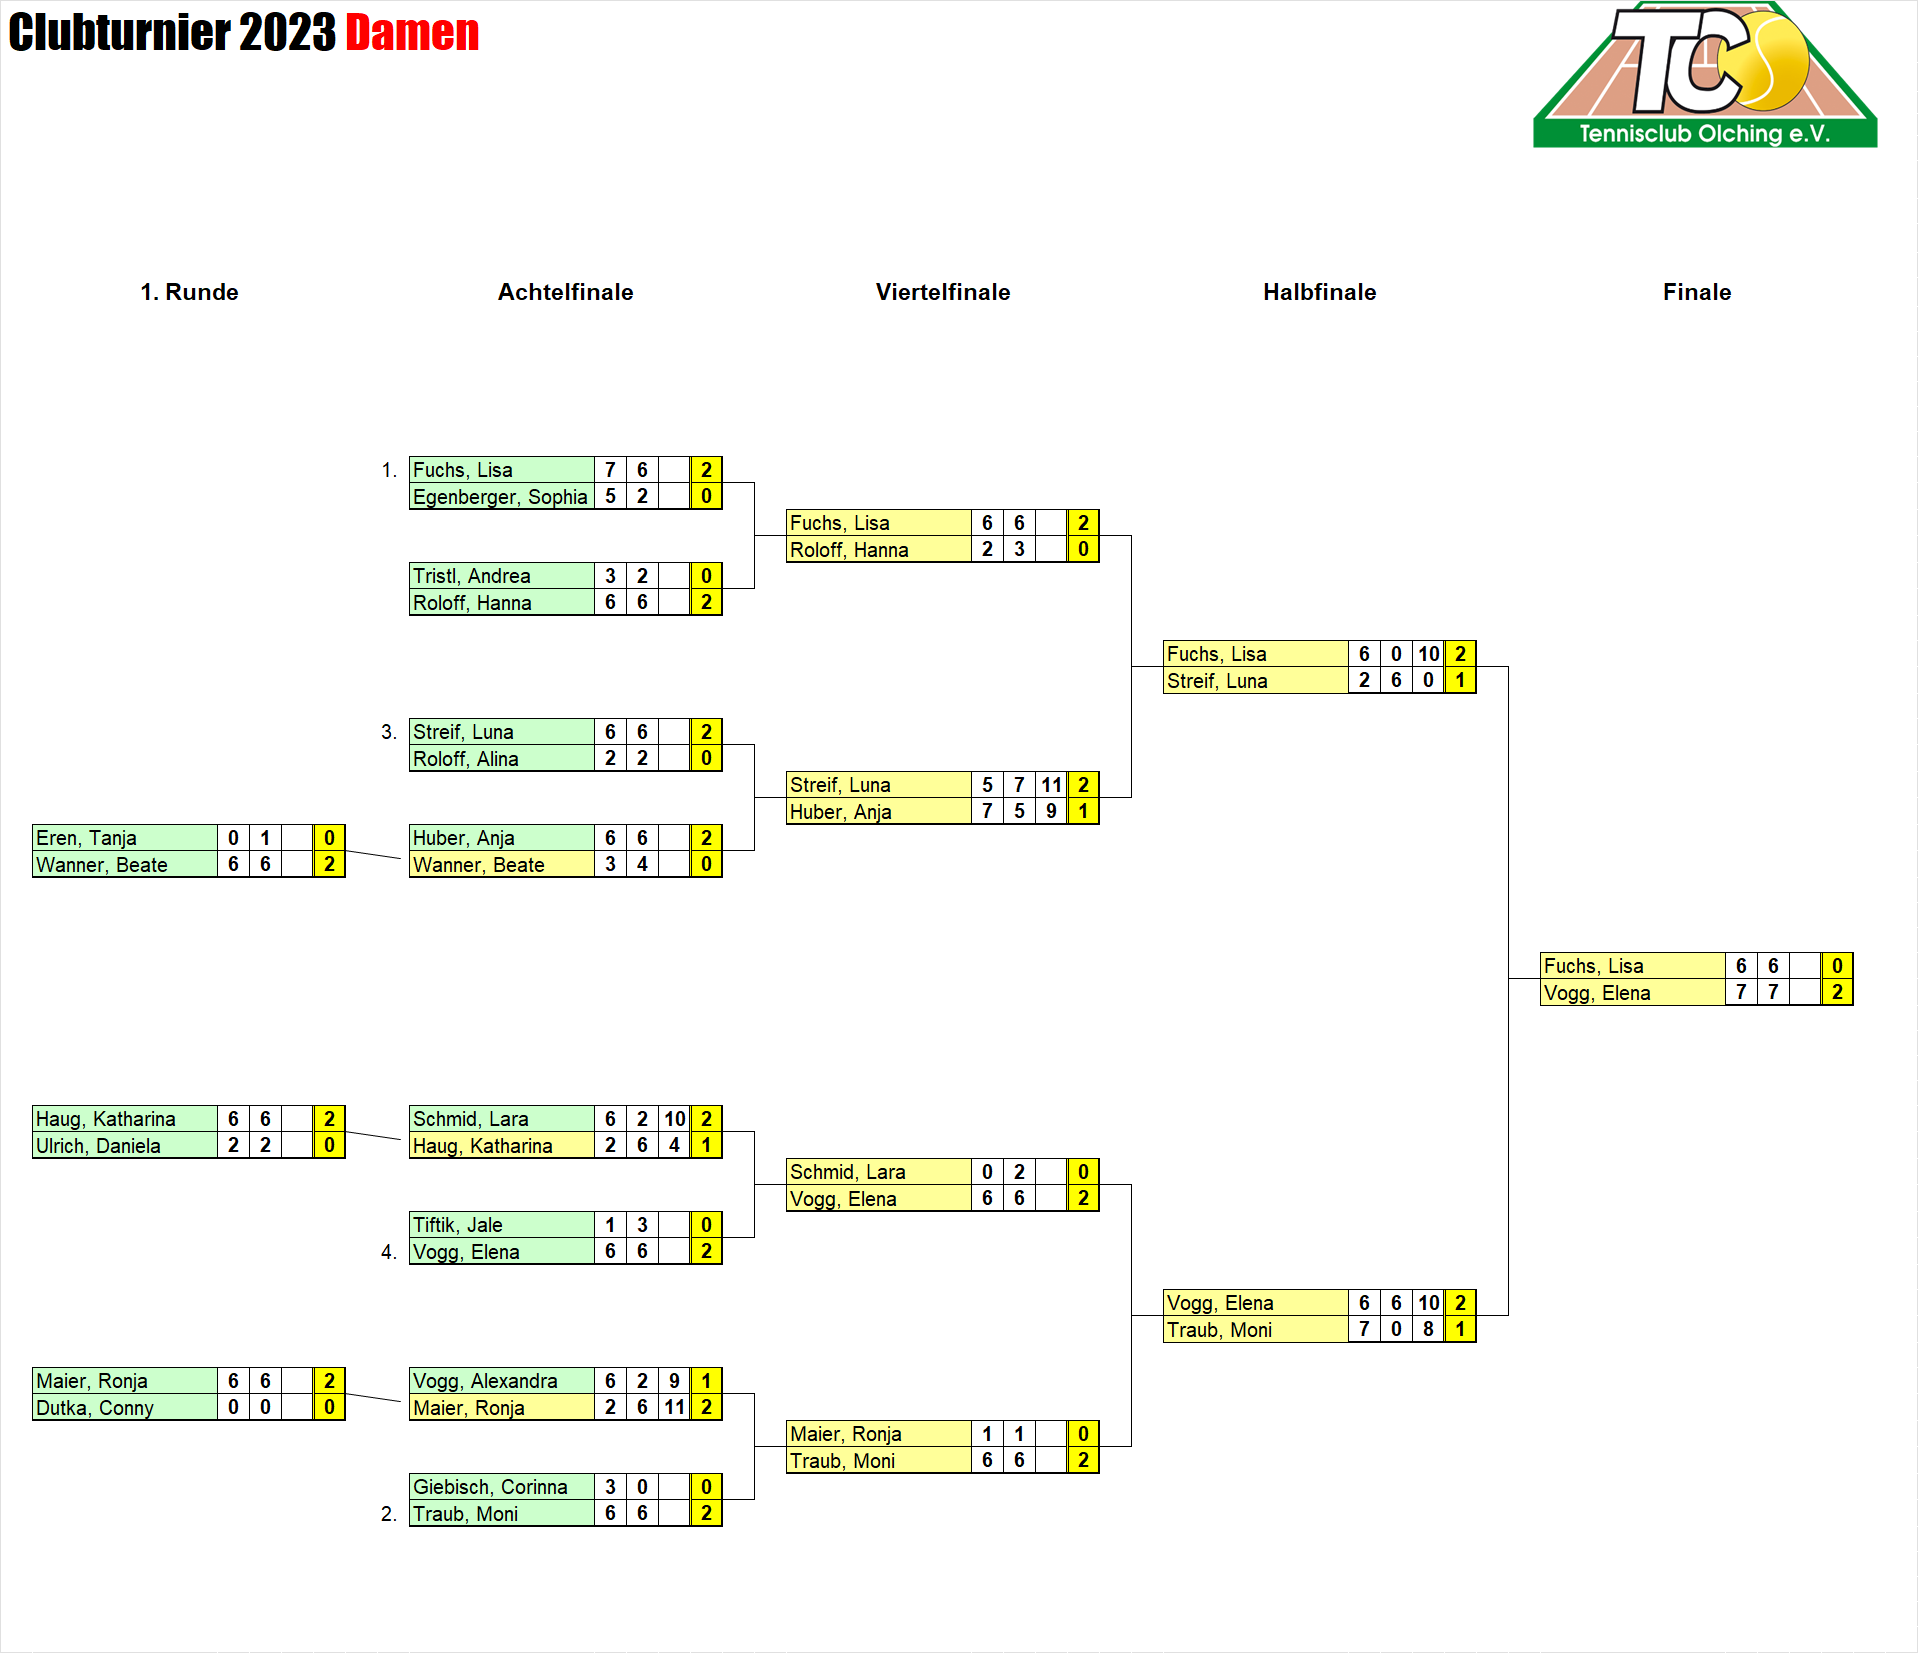 Clubturnier 2023 Damen
TC
Tennisclub Olching e.V.
1. Runde Achtelfinale Viertelfinale Halbfinale Finale
1. Fuchs, Lisa 7 6 2
Egenberger, Sophia 5 2 0
Fuchs, Lisa 6 6 2
Roloff, Hanna 2 3 0
Tristl, Andrea 3 2 0
Roloff, Hanna 6 6 2
Fuchs, Lisa 6 0 10 2
Streif, Luna 2 6 0 1
3. Streif, Luna 6 6 2
Roloff, Alina 2 2 0
Streif, Luna 5 7 11 2
Huber, Anja 7 5 9 1
Eren, Tanja 0 1 0 Huber, Anja 6 6 2
Wanner, Beate 6 6 2 Wanner, Beate 3 4 0
Fuchs, Lisa 6 6 0
Vogg, Elena 7 7 2
Haug, Katharina 6 6 2 Schmid, Lara 6 2 10 2
Ulrich, Daniela 2 2 0 Haug, Katharina 2 6 4 1
Schmid, Lara 0 2 0
Vogg, Elena 6 6 2
Tiftik, Jale 1 3 0
4. Vogg, Elena 6 6 2
Vogg, Elena 6 6 10 2
Traub, Moni 7 0 8 1
Maier, Ronja 6 6 2 Vogg, Alexandra 6 2 9 1
Dutka, Conny 0 0 0 Maier, Ronja 2 6 11 2
Maier, Ronja 1 1 0
Traub, Moni 6 6 2
Giebisch, Corinna 3 0 0
2. Traub, Moni 6 6 2